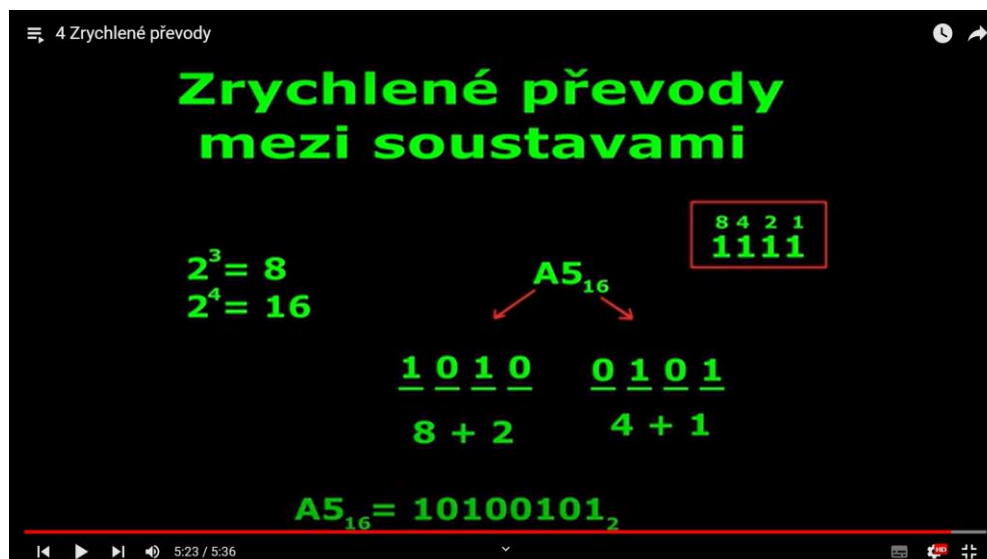 4 Zrychlené převody
Zrychlené převody
mezi soustavami
8 4 2 1
1111
2³= 8
A5₁₆
2⁴= 16
1 0 1 0 0 1 0 1
8 + 2 4 + 1
A5₁₆= 10100101₂
5:23 / 5:36
HD